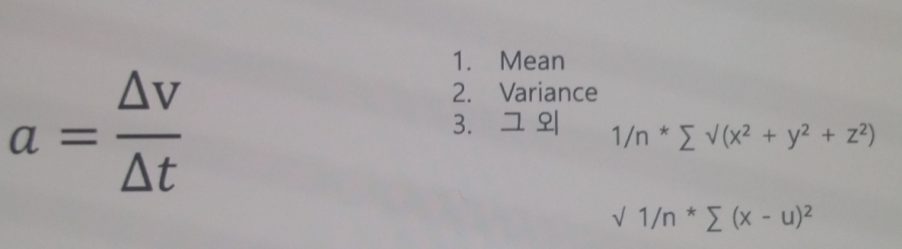 a = Δv/Δt
1. Mean
2. Variance
3. 그 외
1/n * ∑ √(x² + y² + z²)
√ 1/n * ∑ (x - u)²